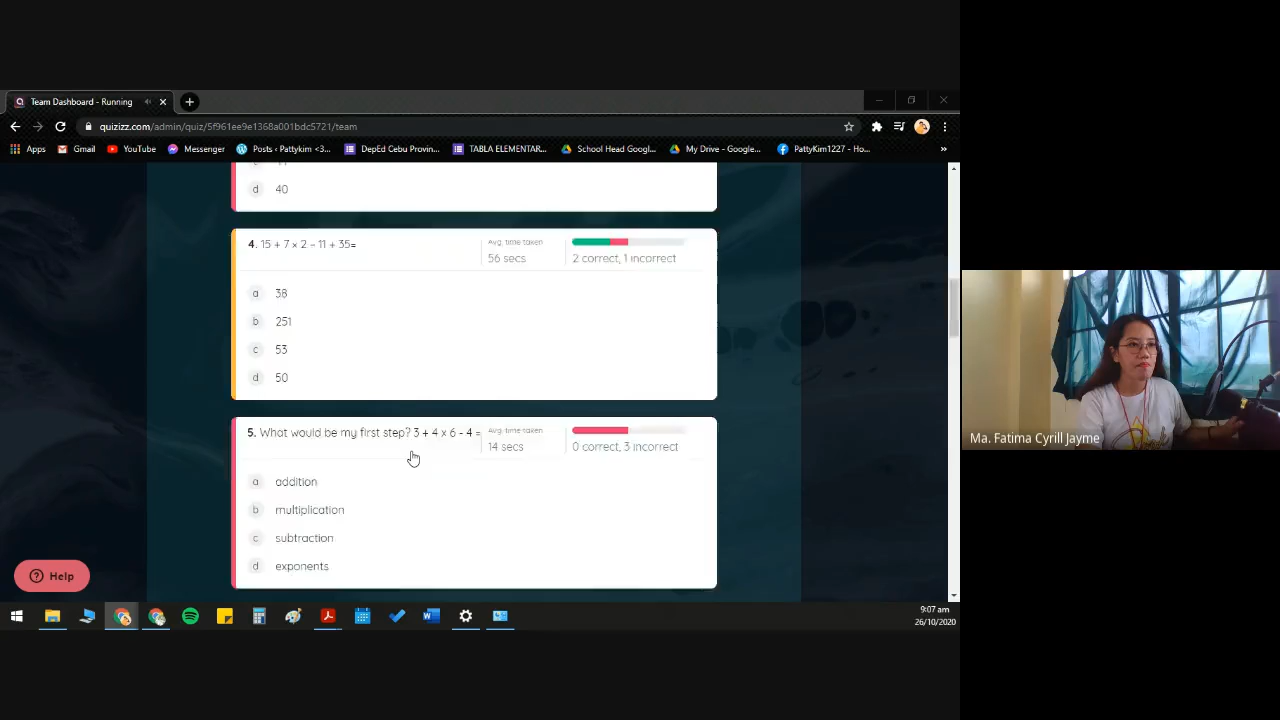 Team Dashboard - Running
quizizz.com/admin/quiz/5f961ee9e1368a001bdc5721/team
Apps Gmail YouTube Messenger Posts ‹ Pattykim <3... DepEd Cebu Provin... TABLA ELEMENTAR... School Head Googl... My Drive - Google... PattyKim1227 - Ho... »
d 40
4. 15 + 7 × 2 – 11 + 35=
Avg. time taken
56 secs
2 correct, 1 incorrect
a 38
b 251
c 53
d 50
5. What would be my first step? 3 + 4 x 6 - 4 =
Avg. time taken
14 secs
0 correct, 3 incorrect
a addition
b multiplication
c subtraction
d exponents
Help
Ma. Fatima Cyrill Jayme
9:07 am
26/10/2020